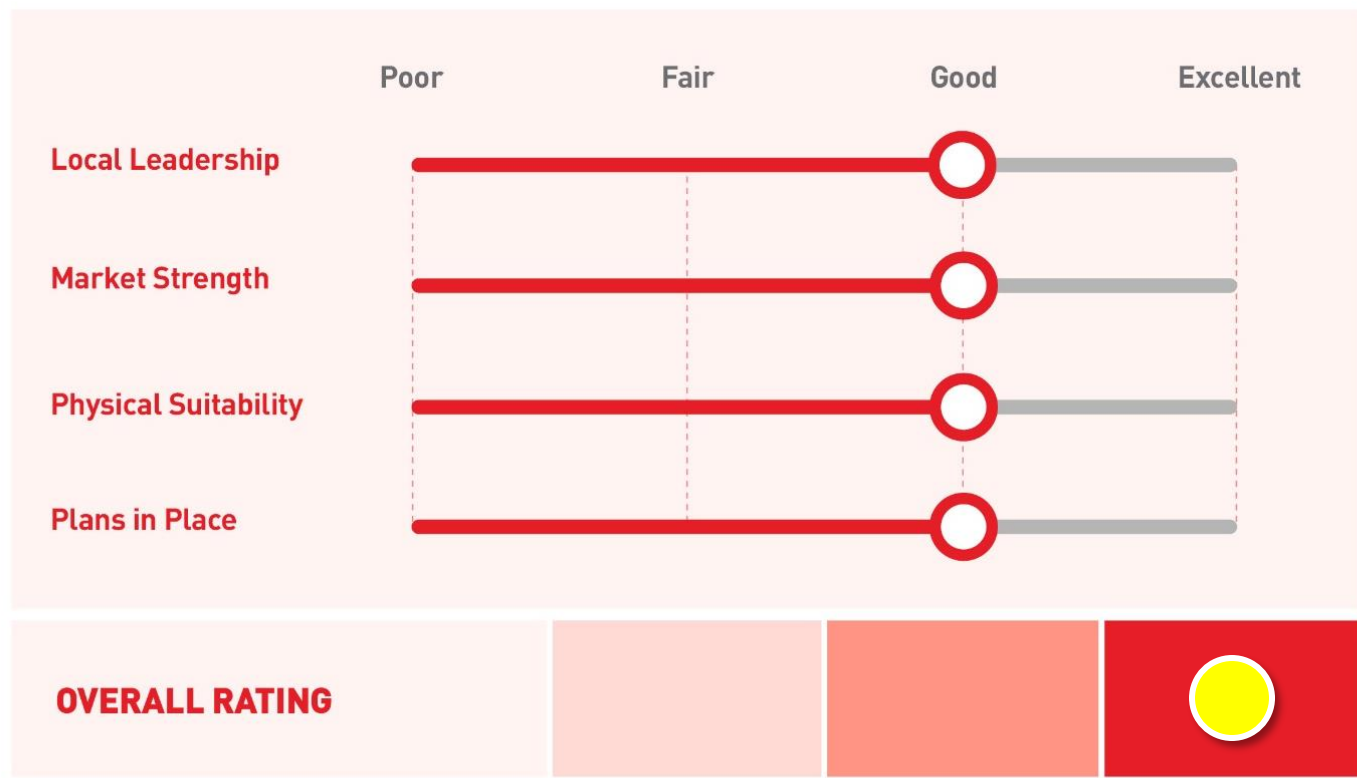 Poor Fair Good Excellent
Local Leadership
Market Strength
Physical Suitability
Plans in Place
OVERALL RATING